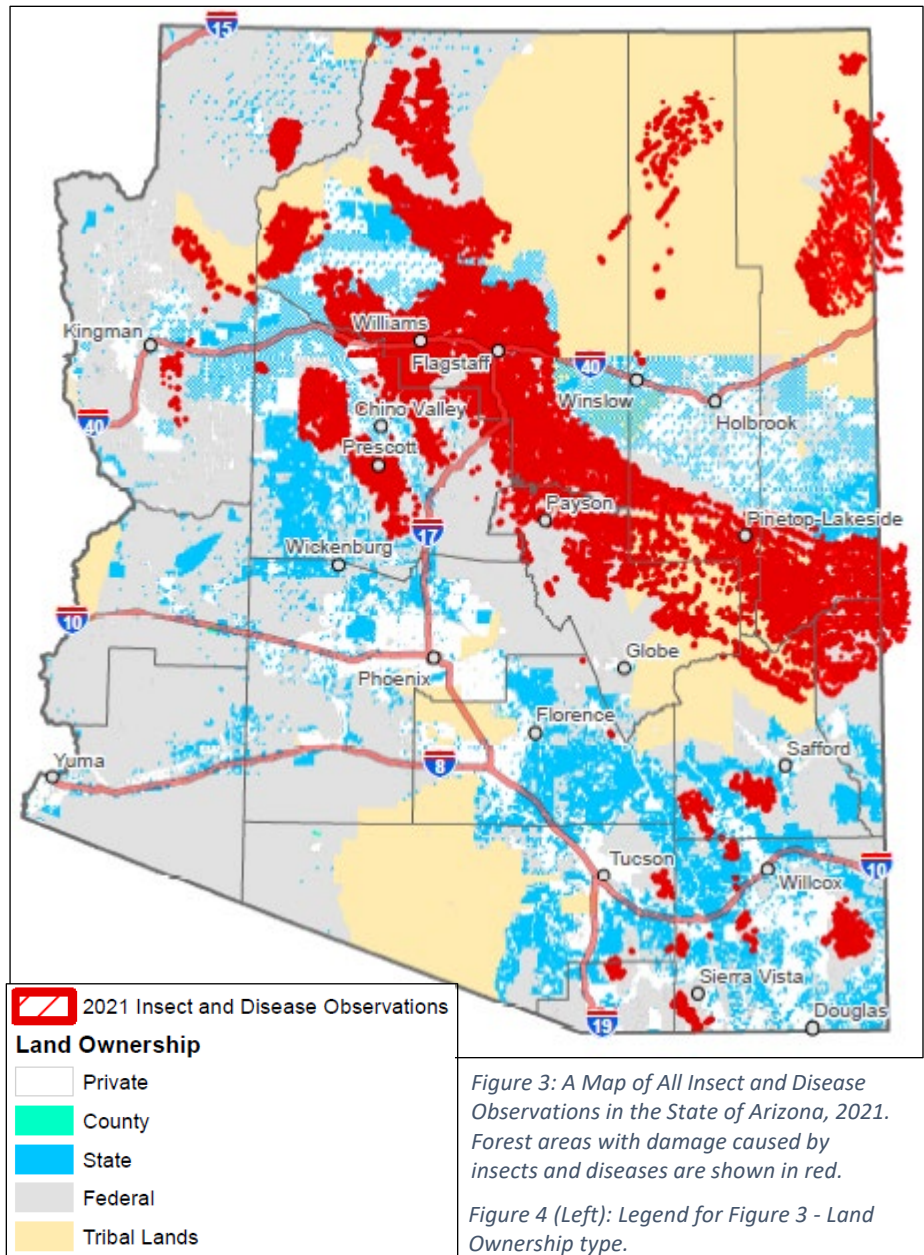 15
Kingman
Williams
Flagstaff
40
Winslow
Holbrook
40
Chino Valley
Prescott
Payson
Pinetop-Lakeside
17
Wickenburg
10
Phoenix
Globe
Florence
Safford
Yuma
8
Tucson
Willcox
10
Sierra Vista
Douglas
19
2021 Insect and Disease Observations
Land Ownership
Private
County
State
Federal
Tribal Lands
Figure 3: A Map of All Insect and Disease
Observations in the State of Arizona, 2021.
Forest areas with damage caused by
insects and diseases are shown in red.
Figure 4 (Left): Legend for Figure 3 - Land
Ownership type.